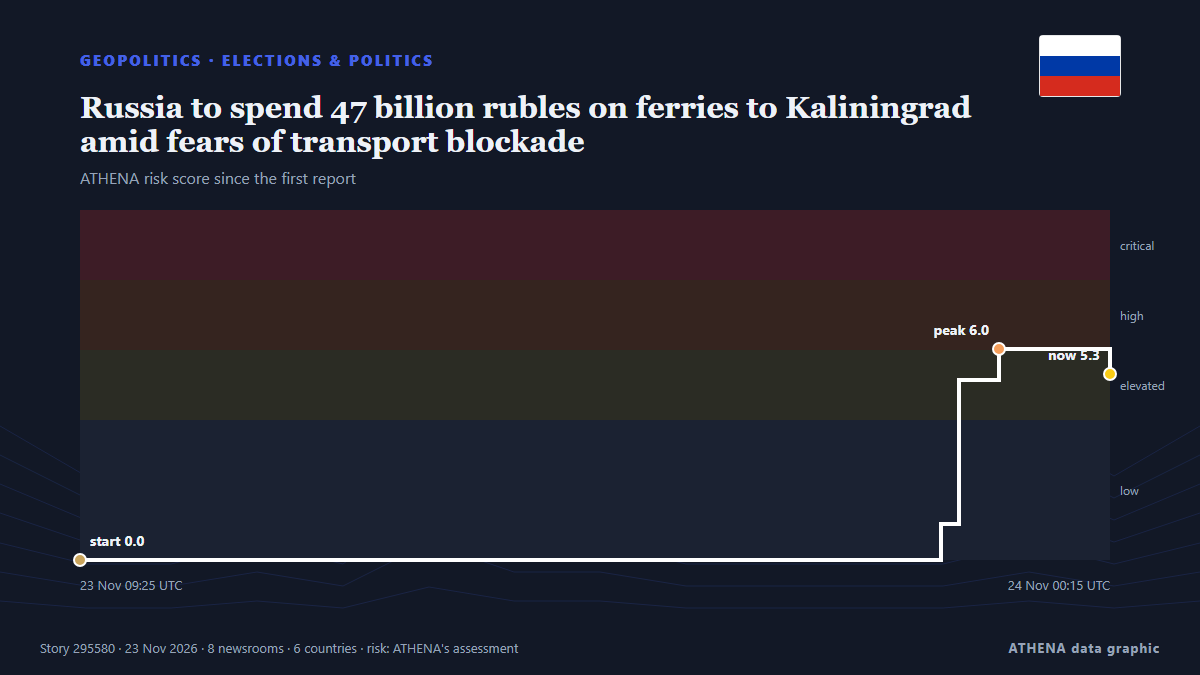 GEOPOLITICS · ELECTIONS & POLITICS
Russia to spend 47 billion rubles on ferries to Kaliningrad
amid fears of transport blockade
ATHENA risk score since the first report
critical
high
peak 6.0
now 5.3
elevated
low
start 0.0
23 Nov 09:25 UTC
24 Nov 00:15 UTC
Story 295580 · 23 Nov 2026 · 8 newsrooms · 6 countries · risk: ATHENA's assessment
ATHENA data graphic